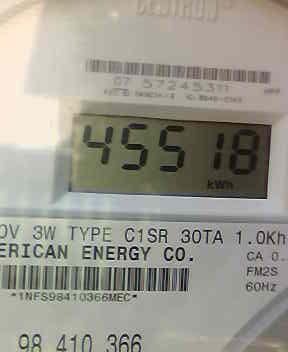 CENTRON
07 57245311
45518
kWh
0V 3W TYPE C1SR 30TA 1.0Kh
ERICAN ENERGY CO.
CA 0.
FM2S
60Hz
*1NFS98410366MEC*
98 410 366